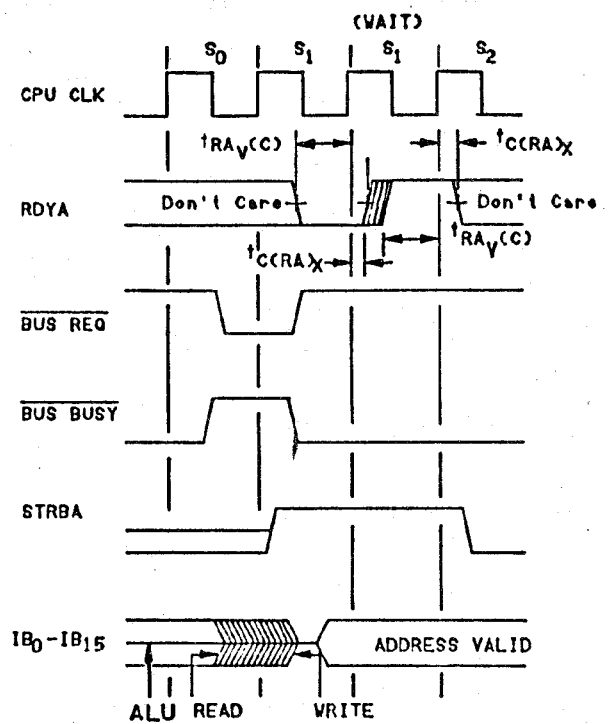 (WAIT)
S0 S1 S1 S2
CPU CLK
tRAV(C) tC(RA)X
RDYA Don't Care Don't Care
tC(RA)X tRAV(C)
BUS REQ
BUS BUSY
STRBA
IB0-IB15 ADDRESS VALID
ALU READ WRITE